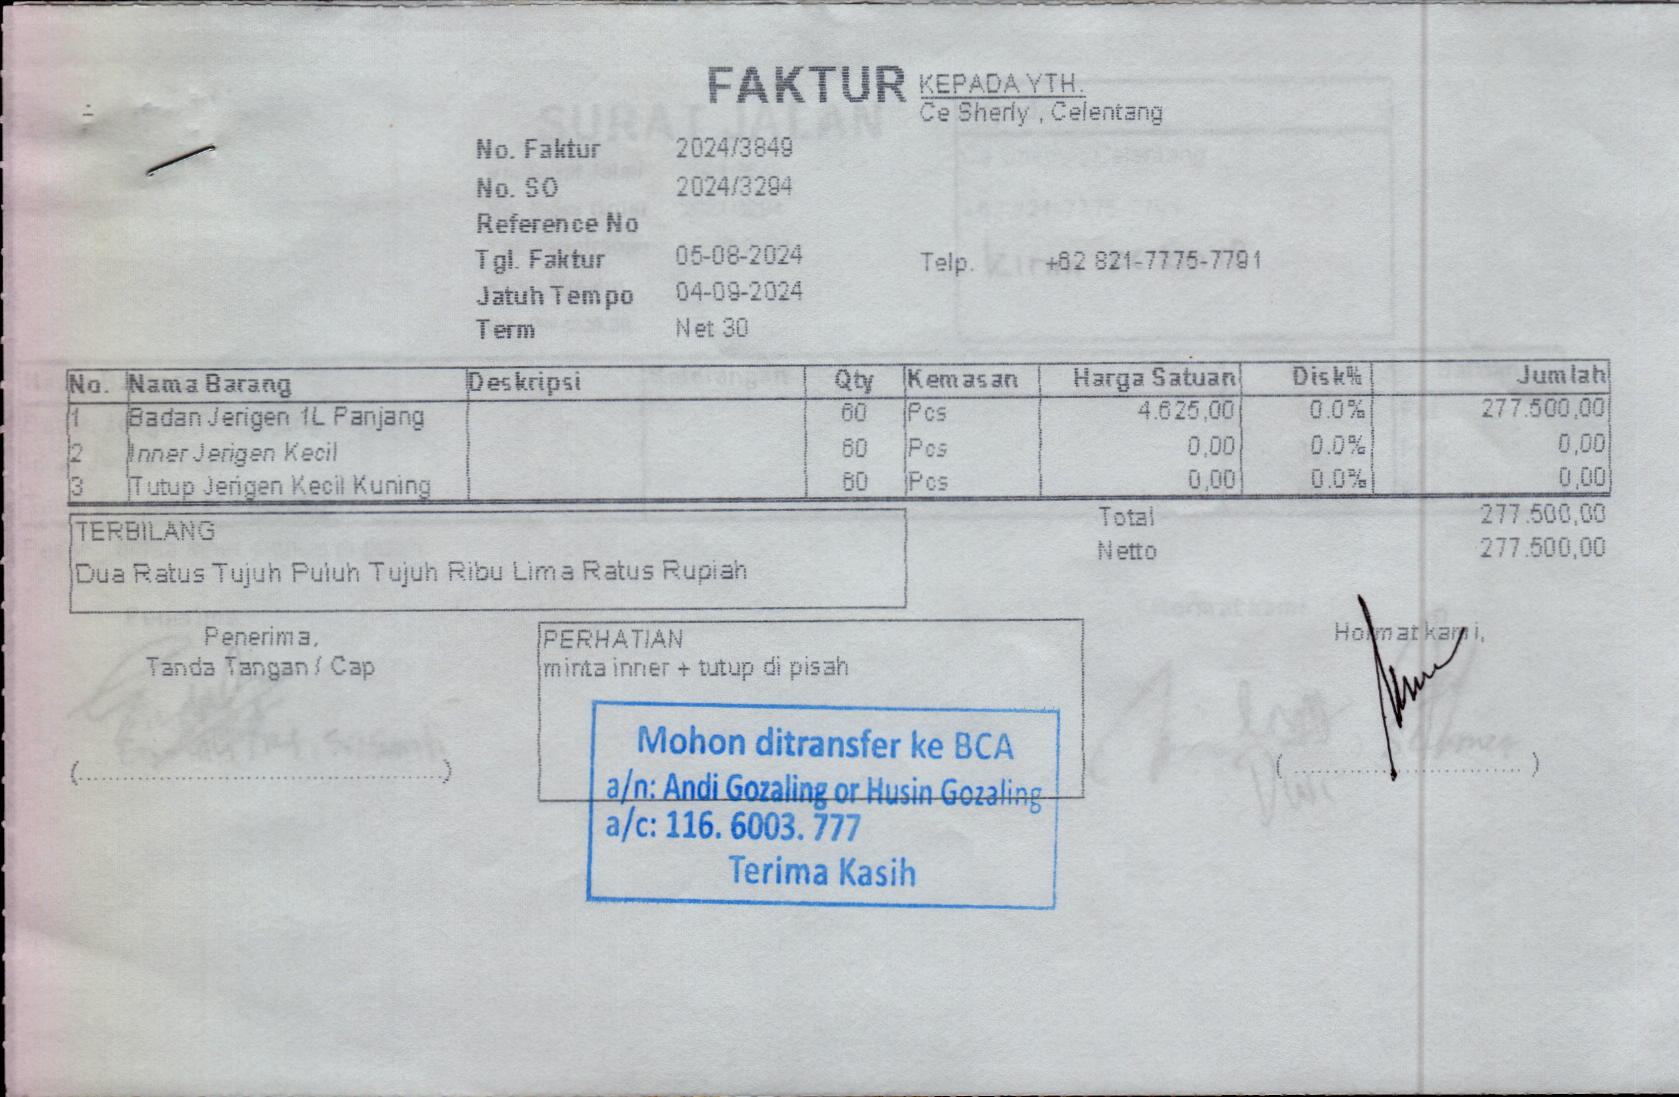 FAKTUR
KEPADA YTH.
Ce Sherly , Celentang
No. Faktur 2024/3849
No. SO 2024/3294
Reference No
Tgl. Faktur 05-08-2024
Telp. +62 821-7775-7791
Jatuh Tempo 04-09-2024
Term Net 30
No. Nama Barang Deskripsi Qty Kemasan Harga Satuan Disk% Jumlah
1 Badan Jerigen 1L Panjang 60 Pcs 4.625,00 0.0% 277.500,00
2 Inner Jerigen Kecil 60 Pcs 0,00 0.0% 0,00
3 Tutup Jerigen Kecil Kuning 60 Pcs 0,00 0.0% 0,00
TERBILANG
Dua Ratus Tujuh Puluh Tujuh Ribu Lima Ratus Rupiah
Total 277.500,00
Netto 277.500,00
Penerima,
Tanda Tangan / Cap
(...............................................................)
PERHATIAN
minta inner + tutup di pisah
Hormat kami,
( ........................................ )
Mohon ditransfer ke BCA
a/n: Andi Gozaling or Husin Gozaling
a/c: 116. 6003. 777
Terima Kasih
SURAT JALAN